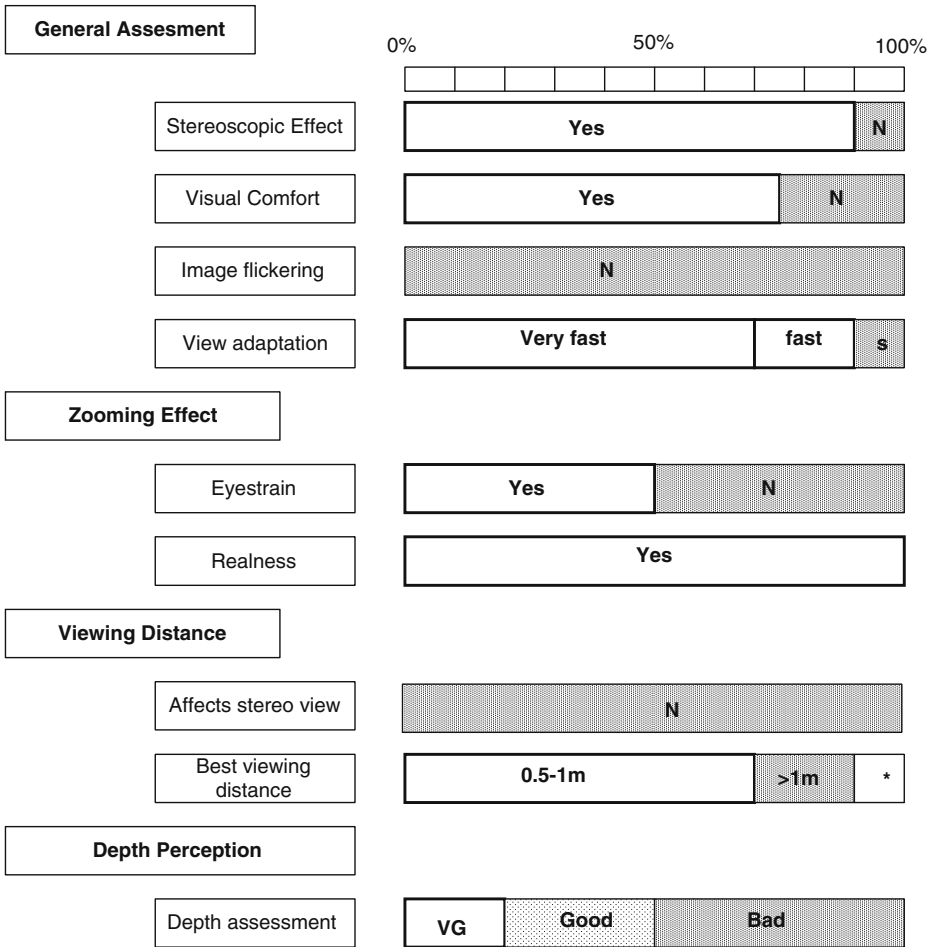 General Assesment
0% 50% 100%
Stereoscopic Effect Yes N
Visual Comfort Yes N
Image flickering N
View adaptation Very fast fast s
Zooming Effect
Eyestrain Yes N
Realness Yes
Viewing Distance
Affects stereo view N
Best viewing
distance 0.5-1m >1m *
Depth Perception
Depth assessment VG Good Bad